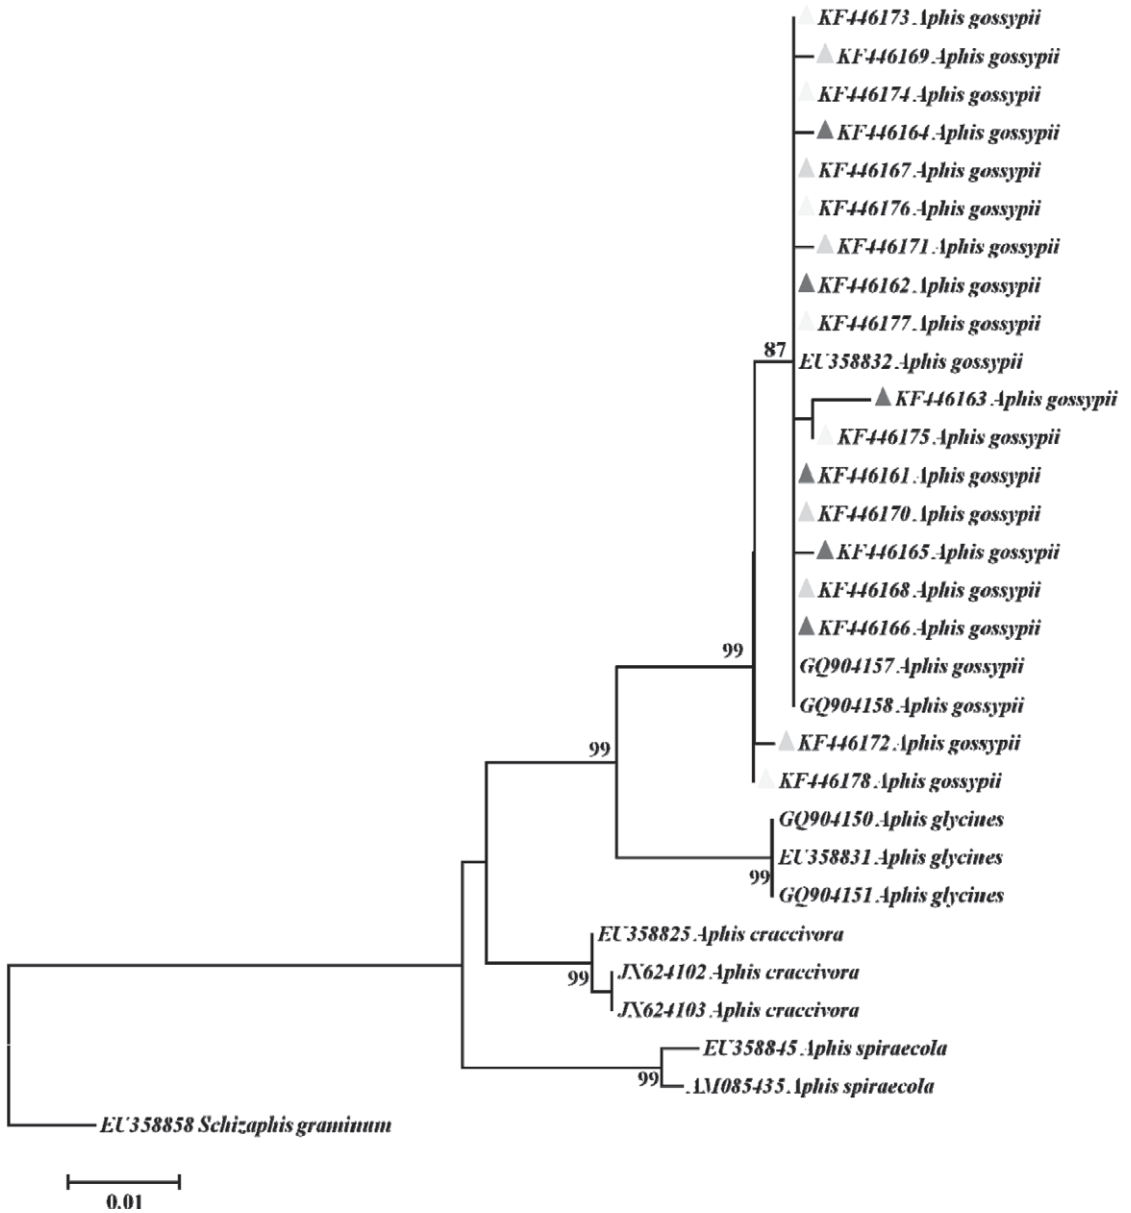 KF446173 Aphis gossypii
KF446169 Aphis gossypii
KF446174 Aphis gossypii
KF446164 Aphis gossypii
KF446167 Aphis gossypii
KF446176 Aphis gossypii
KF446171 Aphis gossypii
KF446162 Aphis gossypii
KF446177 Aphis gossypii
87
EU358832 Aphis gossypii
KF446163 Aphis gossypii
KF446175 Aphis gossypii
KF446161 Aphis gossypii
KF446170 Aphis gossypii
KF446165 Aphis gossypii
KF446168 Aphis gossypii
KF446166 Aphis gossypii
99
GQ904157 Aphis gossypii
GQ904158 Aphis gossypii
99
KF446172 Aphis gossypii
KF446178 Aphis gossypii
GQ904150 Aphis glycines
EU358831 Aphis glycines
99
GQ904151 Aphis glycines
EU358825 Aphis craccivora
99
JX624102 Aphis craccivora
JX624103 Aphis craccivora
EU358845 Aphis spiraecola
99
AM085435 Aphis spiraecola
EU358858 Schizaphis graminum
0.01